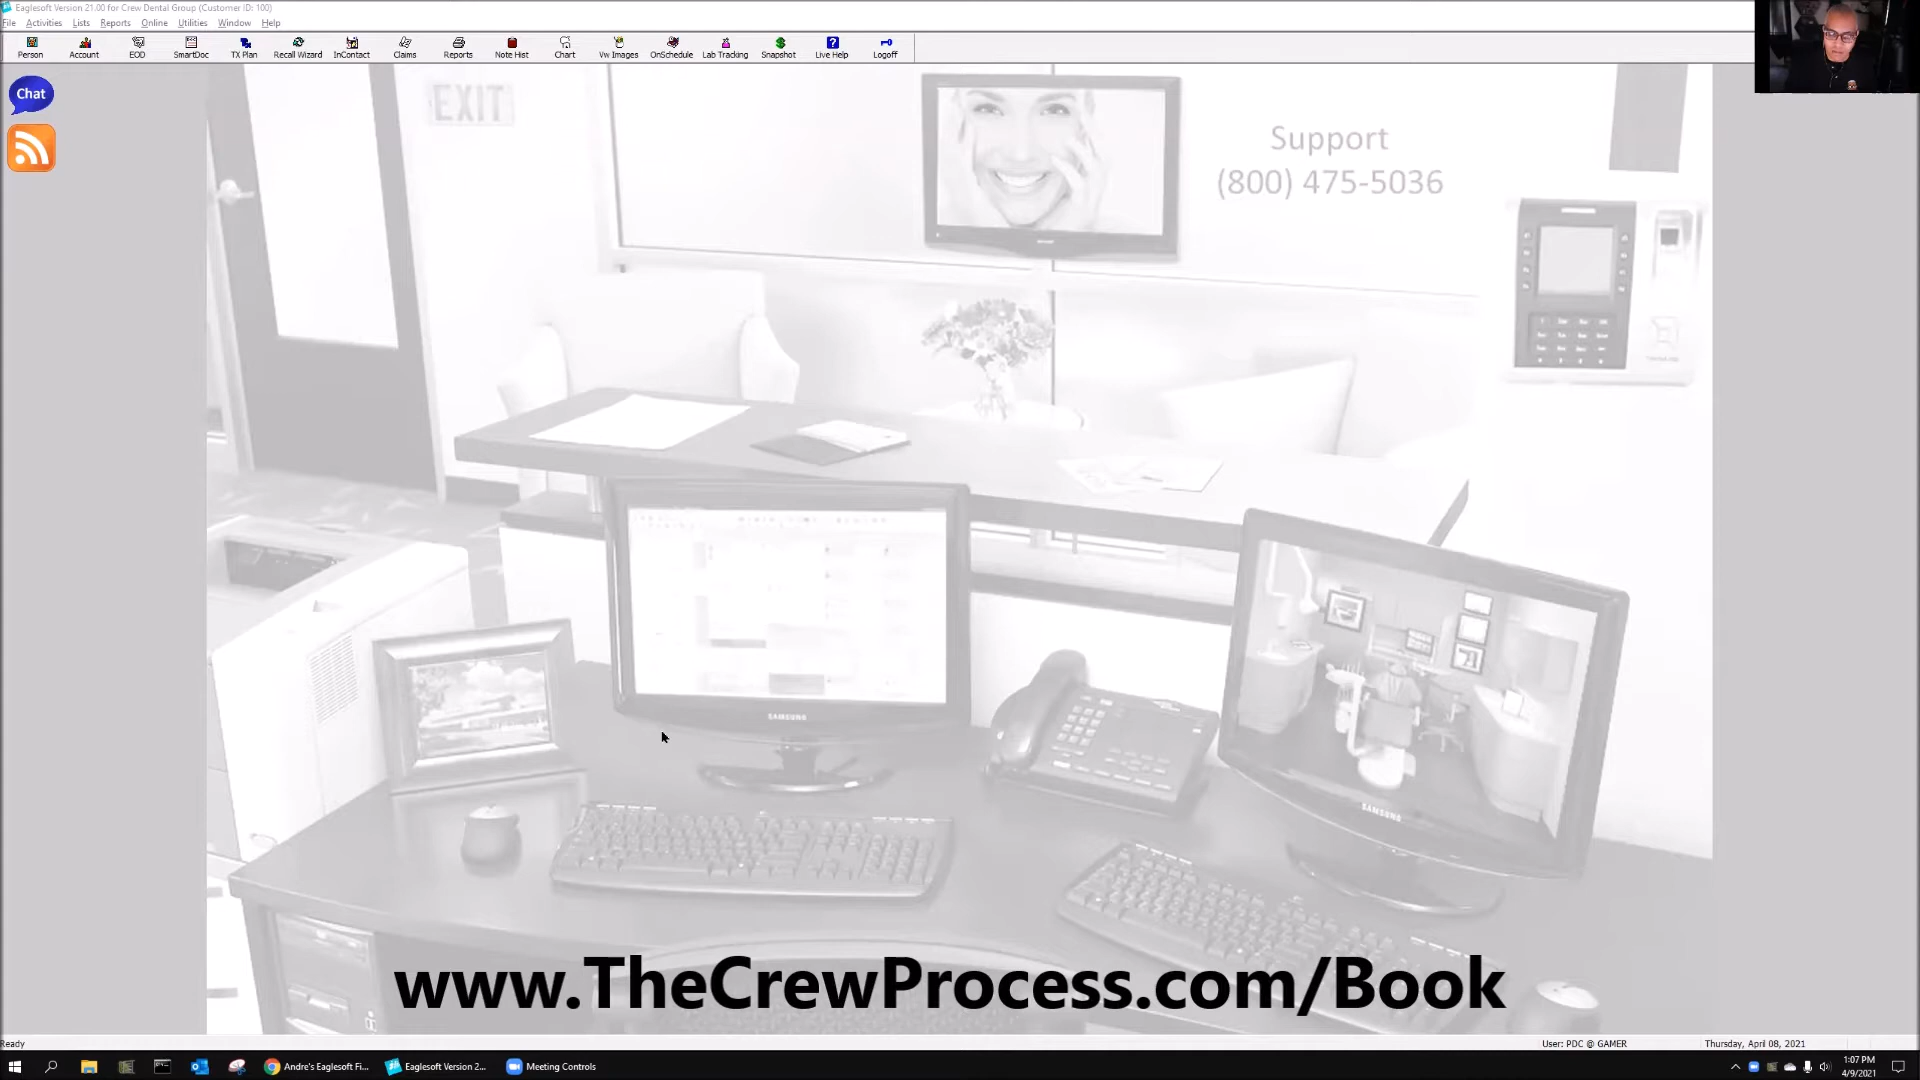 Eaglesoft Version 21.00 for Crew Dental Group (Customer ID: 100)
File Activities Lists Reports Online Utilities Window Help
Person Account EOD SmartDoc TX Plan Recall Wizard InContact Claims Reports Note Hist Chart Vw Images OnSchedule Lab Tracking Snapshot Live Help Logoff
Chat
EXIT
Support
(800) 475-5036
SAMSUNG
SAMSUNG
www.TheCrewProcess.com/Book
Ready
User: PDC @ GAMER
Thursday, April 08, 2021
Andre's Eaglesoft Fi...
Eaglesoft Version 2...
Meeting Controls
1:07 PM
4/9/2021